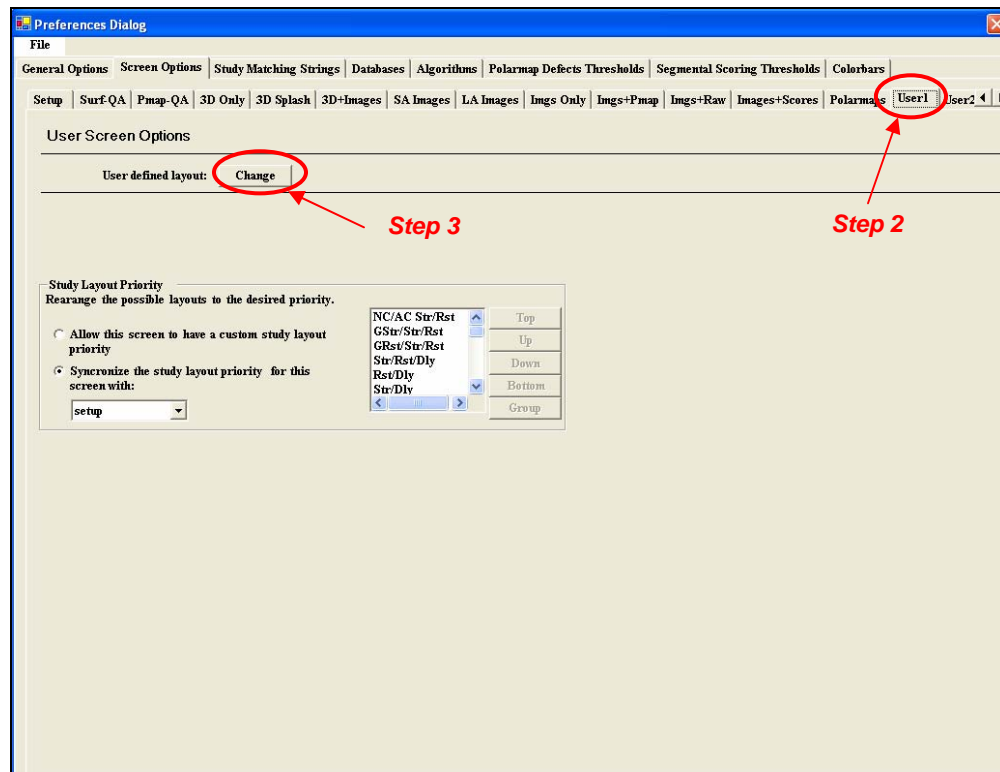 Preferences Dialog
File
General Options Screen Options Study Matching Strings Databases Algorithms Polarmap Defects Thresholds Segmental Scoring Thresholds Colorbars
Setup Surf-QA Pmap-QA 3D Only 3D Splash 3D+Images SA Images LA Images Imgs Only Imgs+Pmap Imgs+Raw Images+Scores Polarmaps User1 User2
User Screen Options
User defined layout: Change
Step 3
Step 2
Study Layout Priority
Rearange the possible layouts to the desired priority.
Allow this screen to have a custom study layout
priority
Syncronize the study layout priority for this
screen with:
setup
NC/AC Str/Rst
GStr/Str/Rst
GRst/Str/Rst
Str/Rst/Dly
Rst/Dly
Str/Dly
Top
Up
Down
Bottom
Group